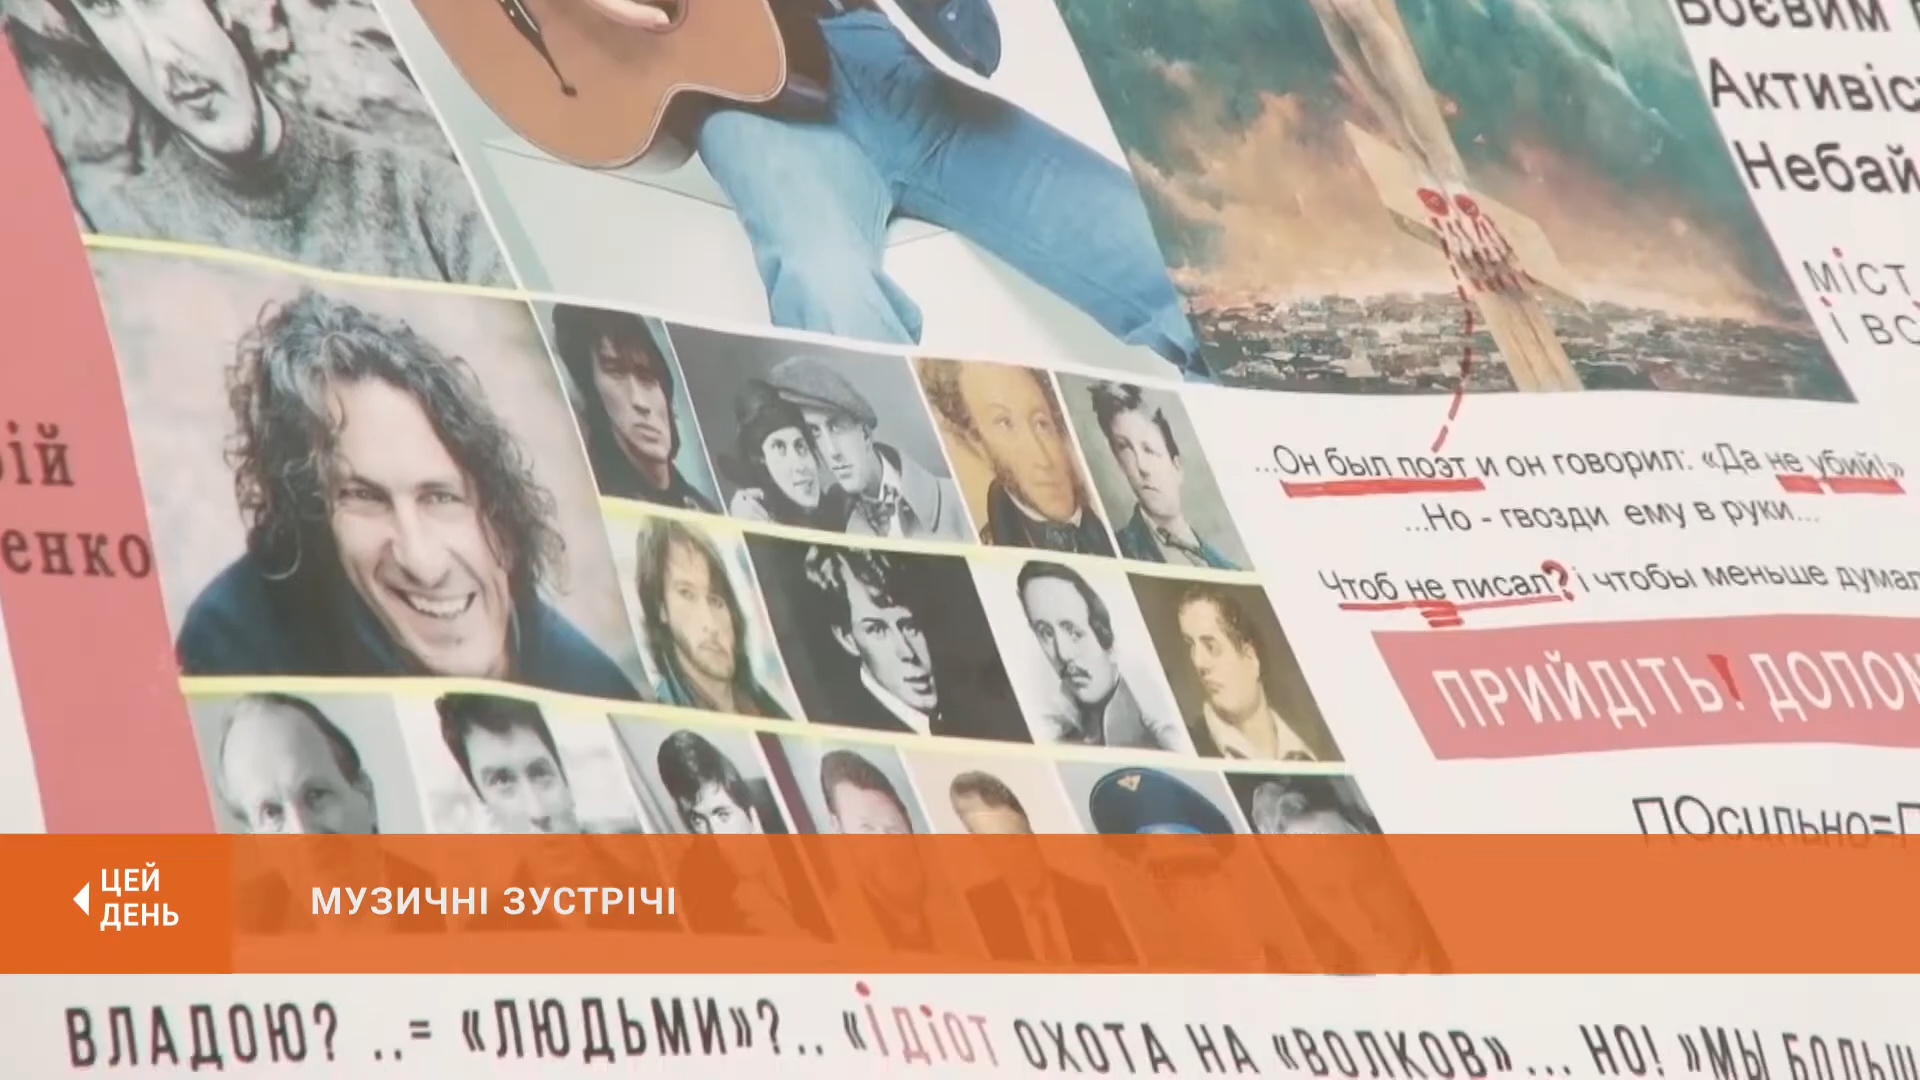 Боєвим
Активіс
Небай
міст
і вс
ій
енко
...Он был поэт и он говорил: «Да не убий!»
...Но - гвозди ему в руки...
Чтоб не писал? і чтобы меньше думал
ПРИЙДІТЬ! ДОПОМ
ПОсильно=П
ЦЕЙ
ДЕНЬ
МУЗИЧНІ ЗУСТРІЧІ
ВЛАДОЮ? ..= «ЛЮДЬМИ»?.. «ідіот ОХОТА НА «ВОЛКОВ»... НО! »МЫ БОЛЬШ